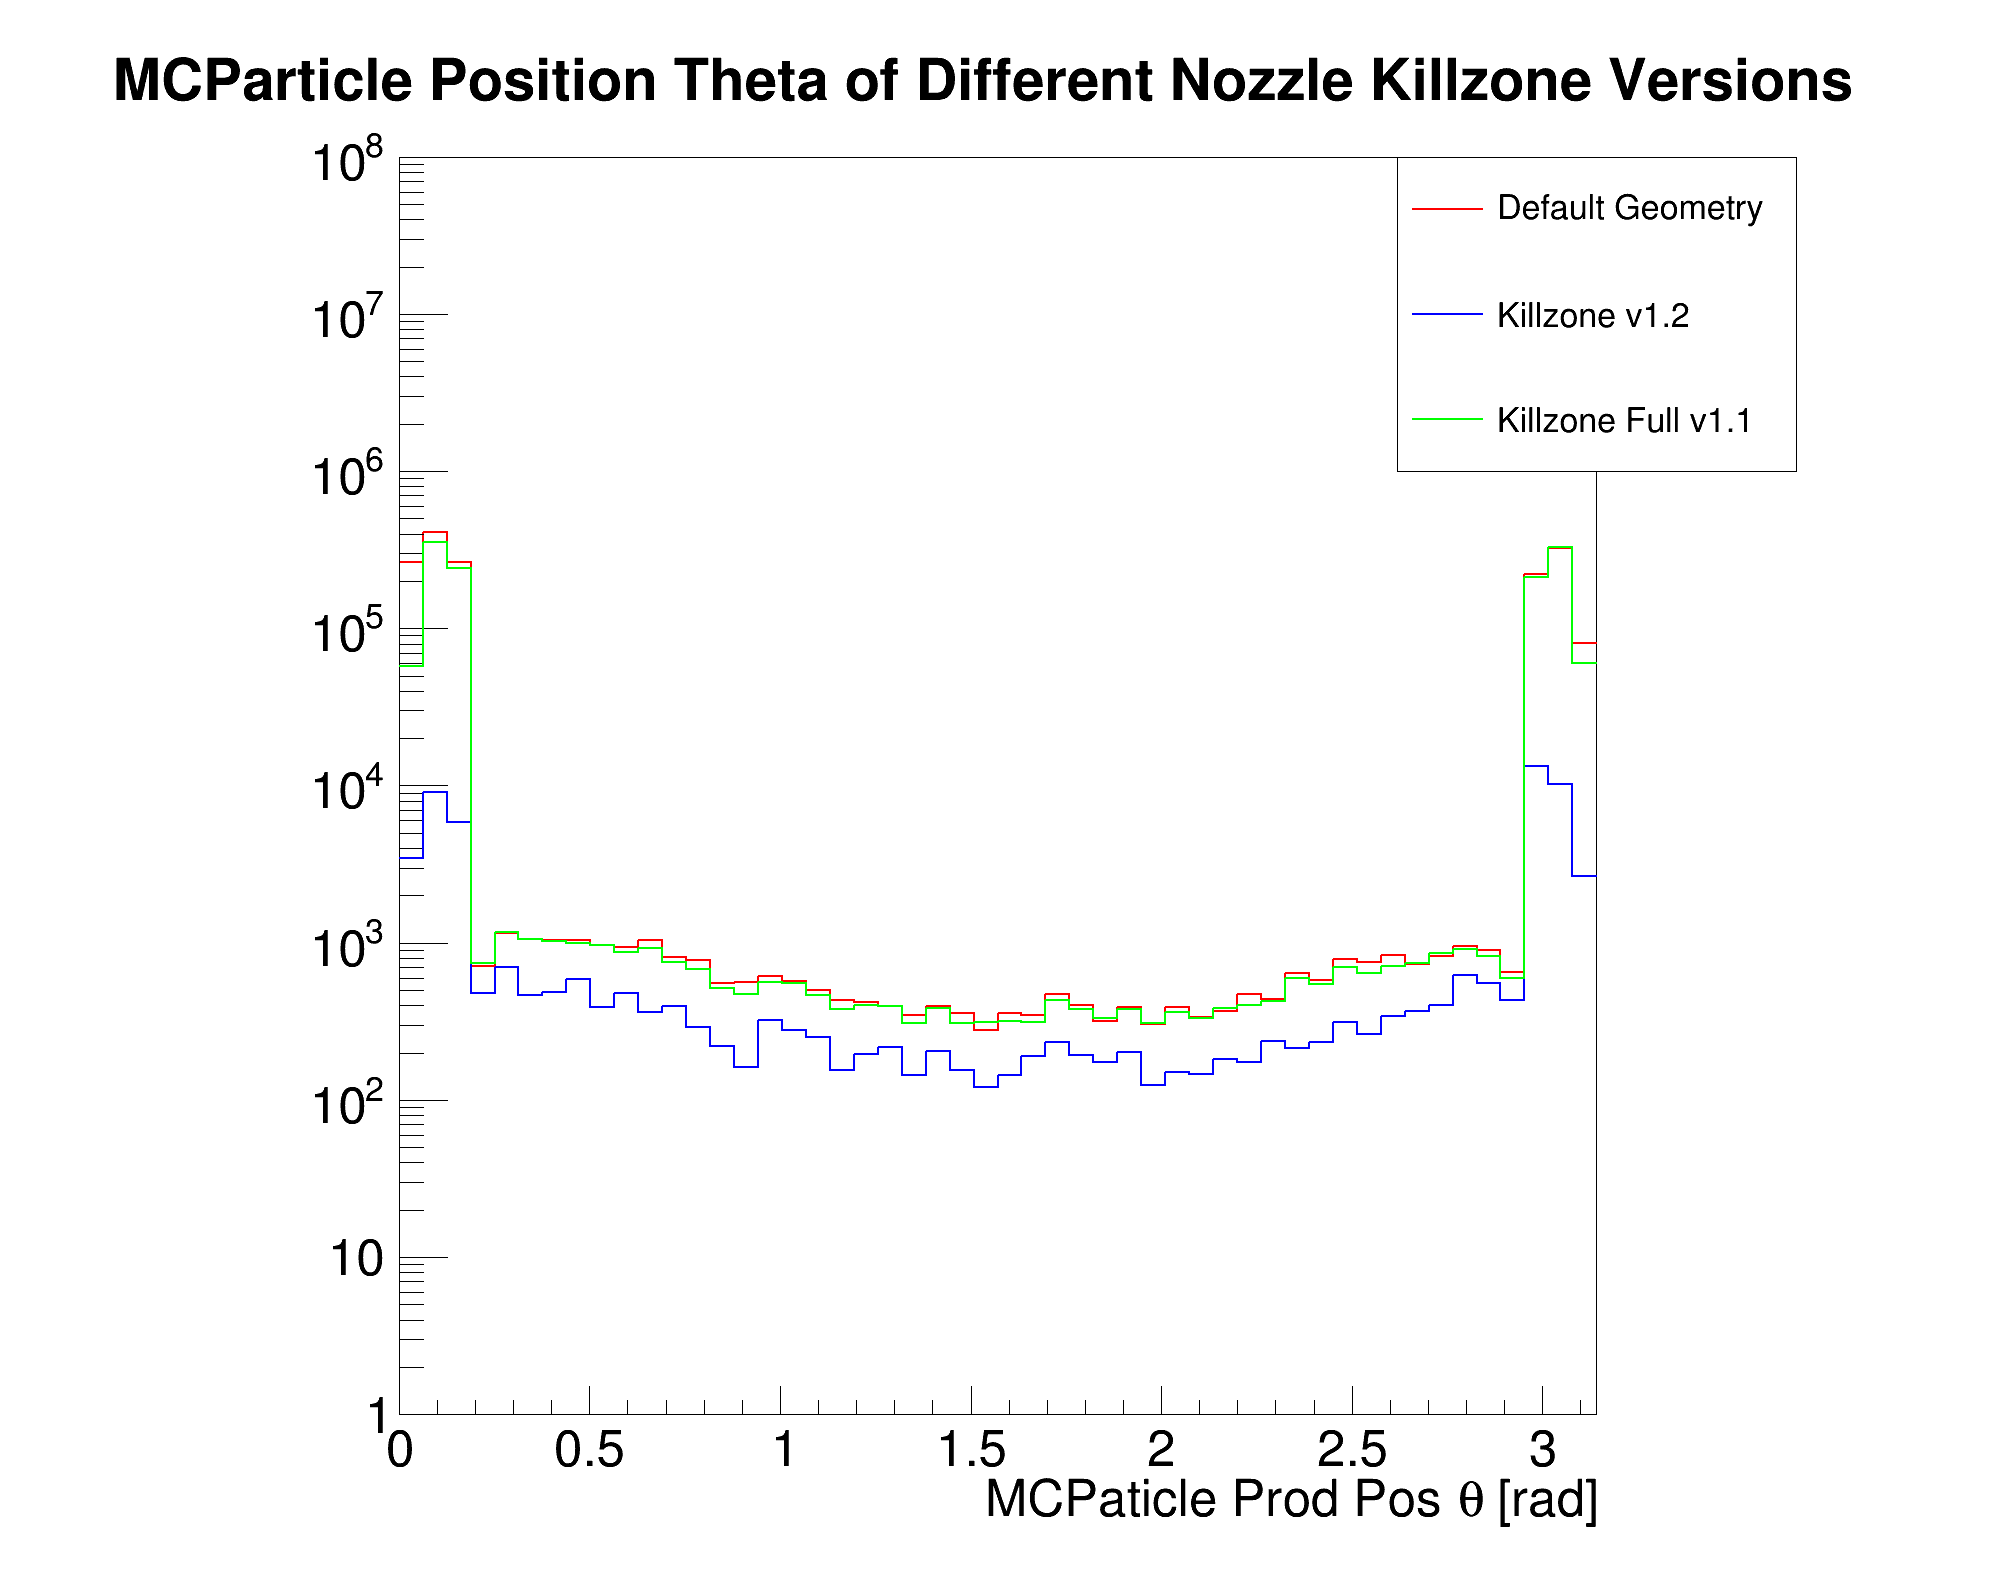 MCParticle Position Theta of Different Nozzle Killzone Versions
10^8
10^7
10^6
10^5
10^4
10^3
10^2
10
1
Default Geometry
Killzone v1.2
Killzone Full v1.1
0 0.5 1 1.5 2 2.5 3
MCPaticle Prod Pos θ [rad]